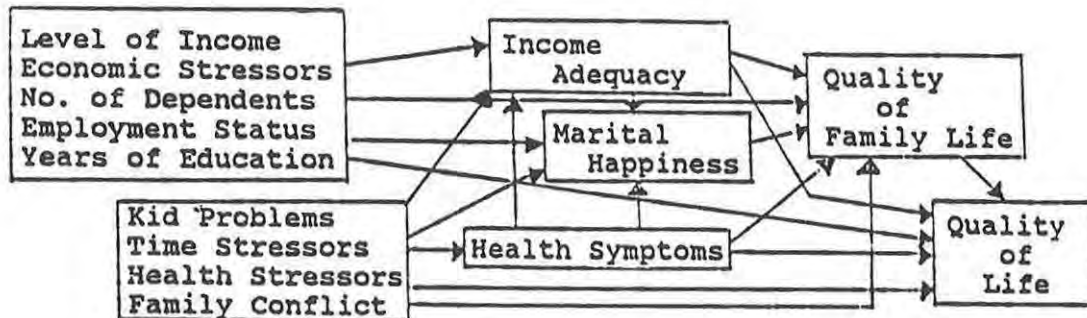 Level of Income
Economic Stressors
No. of Dependents
Employment Status
Years of Education
Income
Adequacy
Marital
Happiness
Quality
of
Family Life
Kid Problems
Time Stressors
Health Stressors
Family Conflict
Health Symptoms
Quality
of
Life